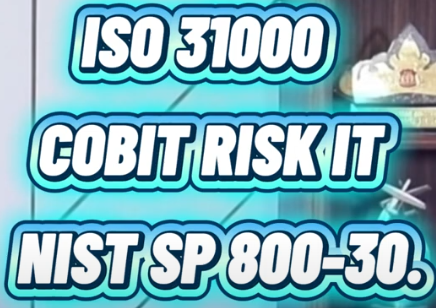 ISO 31000
COBIT RISK IT
NIST SP 800-30.